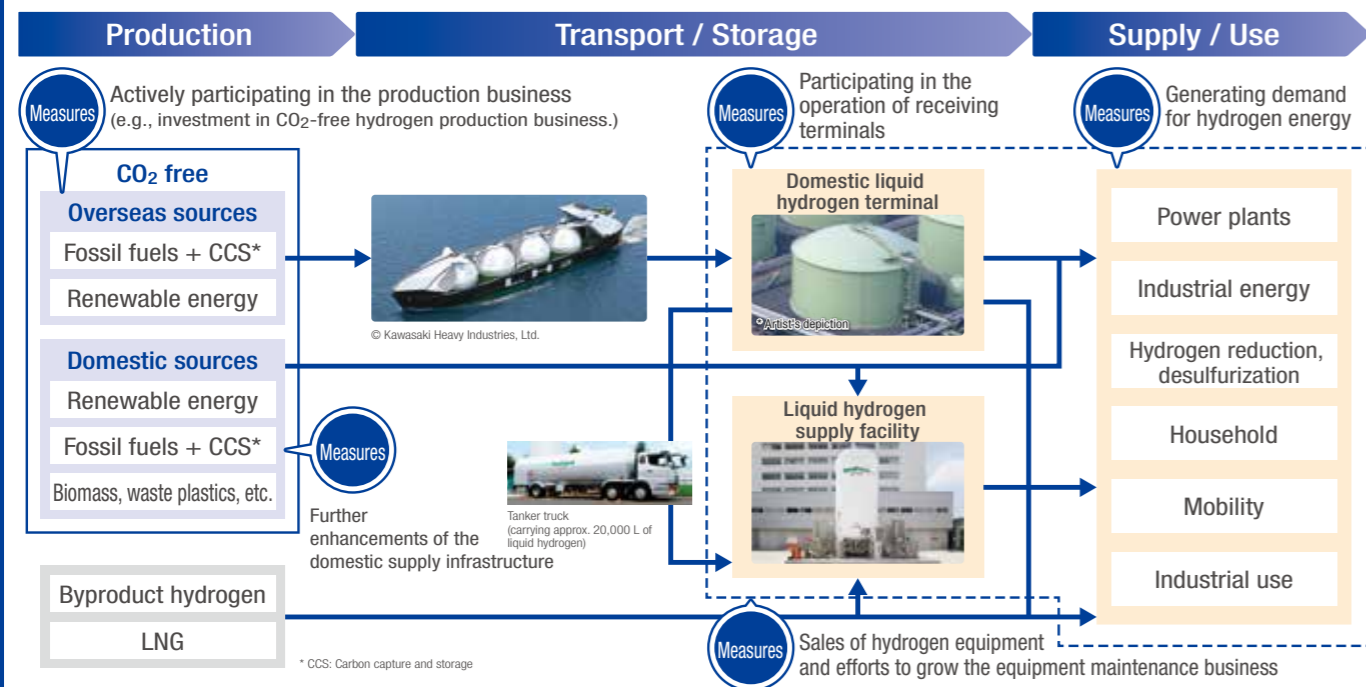 Production
Transport / Storage
Supply / Use
Measures
Actively participating in the production business
(e.g., investment in CO2-free hydrogen production business.)
Measures
Participating in the
operation of receiving
terminals
Measures
Generating demand
for hydrogen energy
CO2 free
Overseas sources
Fossil fuels + CCS*
Renewable energy
Domestic sources
Renewable energy
Fossil fuels + CCS*
Biomass, waste plastics, etc.
Measures
Further
enhancements of the
domestic supply infrastructure
Byproduct hydrogen
LNG
* CCS: Carbon capture and storage
© Kawasaki Heavy Industries, Ltd.
Tanker truck
(carrying approx. 20,000 L of
liquid hydrogen)
Domestic liquid
hydrogen terminal
*Artist's depiction
Liquid hydrogen
supply facility
Measures
Sales of hydrogen equipment
and efforts to grow the equipment maintenance business
Power plants
Industrial energy
Hydrogen reduction,
desulfurization
Household
Mobility
Industrial use